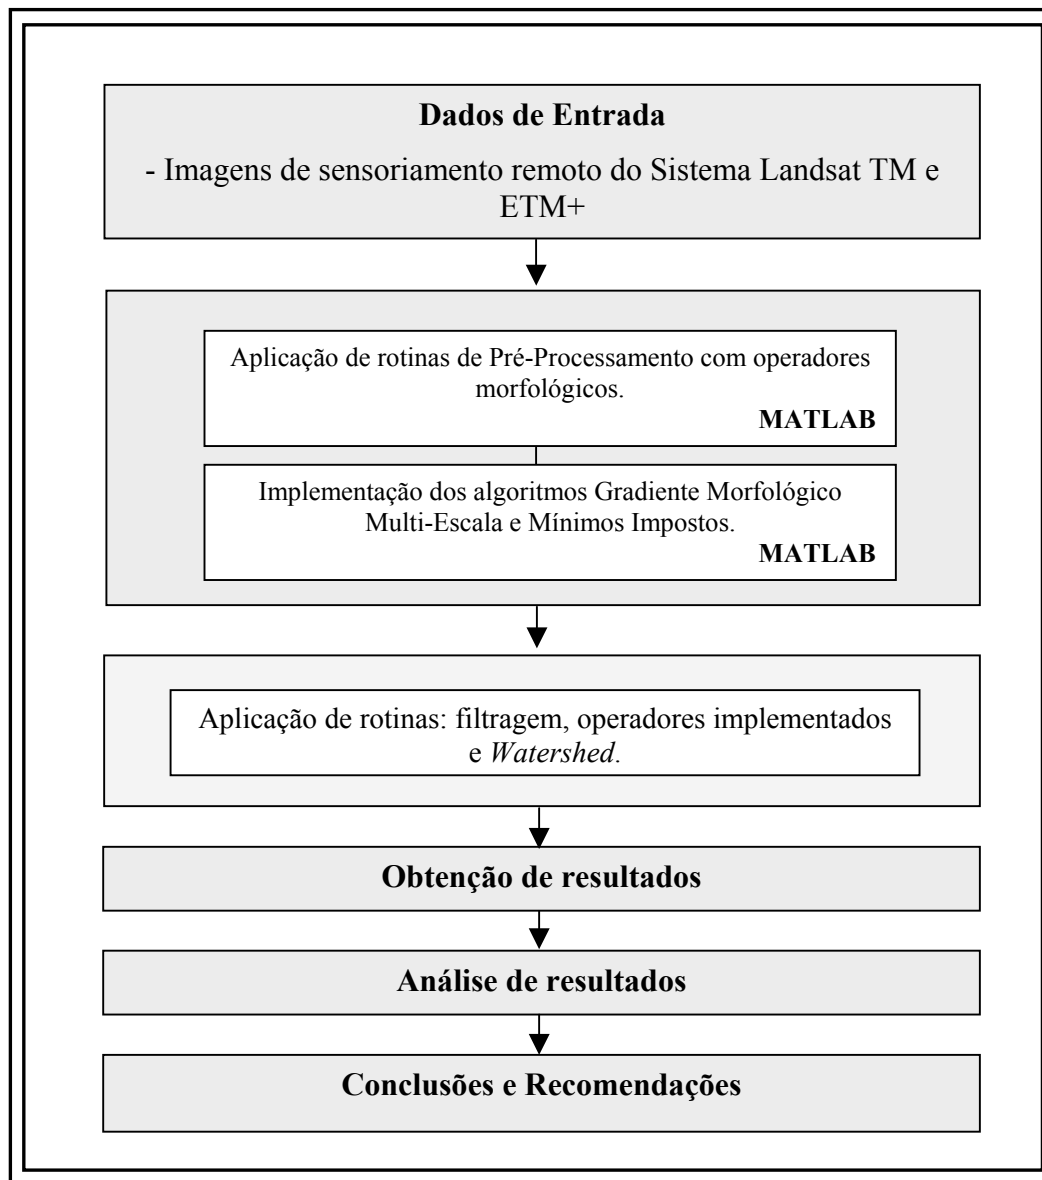 Dados de Entrada
- Imagens de sensoriamento remoto do Sistema Landsat TM e
ETM+
Aplicação de rotinas de Pré-Processamento com operadores
morfológicos.
MATLAB
Implementação dos algoritmos Gradiente Morfológico
Multi-Escala e Mínimos Impostos.
MATLAB
Aplicação de rotinas: filtragem, operadores implementados
e Watershed.
Obtenção de resultados
Análise de resultados
Conclusões e Recomendações